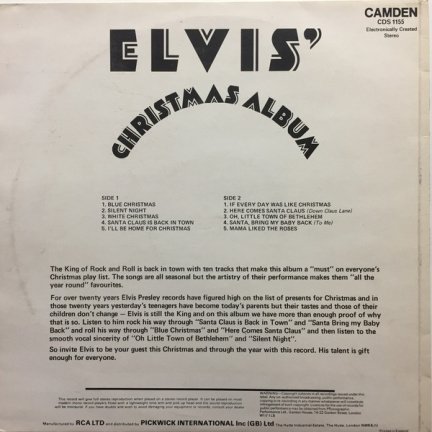 CAMDEN
CDS 1155
Electronically Created
Stereo
ELVIS'
CHRISTMAS ALBUM
SIDE 1
1. BLUE CHRISTMAS
2. SILENT NIGHT
3. WHITE CHRISTMAS
4. SANTA CLAUS IS BACK IN TOWN
5. I'LL BE HOME FOR CHRISTMAS
SIDE 2
1. IF EVERY DAY WAS LIKE CHRISTMAS
2. HERE COMES SANTA CLAUS (Down Claus Lane)
3. OH, LITTLE TOWN OF BETHLEHEM
4. SANTA, BRING MY BABY BACK (To Me)
5. MAMA LIKED THE ROSES
The King of Rock and Roll is back in town with ten tracks that make this album a "must" on everyone's
Christmas play list. The songs are all seasonal but the artistry of their performance makes them "all the
year round" favourites.
For over twenty years Elvis Presley records have figured high on the list of presents for Christmas and in
those twenty years yesterday's teenagers have become today's parents but their tastes and those of their
children don't change – Elvis is still the King and on this album we have more than enough proof of why
that is so. Listen to him rock his way through "Santa Claus is Back in Town" and "Santa Bring my Baby
Back" and roll his way through "Blue Christmas" and "Here Comes Santa Claus" and then listen to the
smooth vocal sincerity of "Oh Little Town of Bethlehem" and "Silent Night".
So invite Elvis to be your guest this Christmas and through the year with this record. His talent is gift
enough for everyone.
Manufactured by RCA LTD and distributed by PICKWICK INTERNATIONAL Inc (GB) Ltd